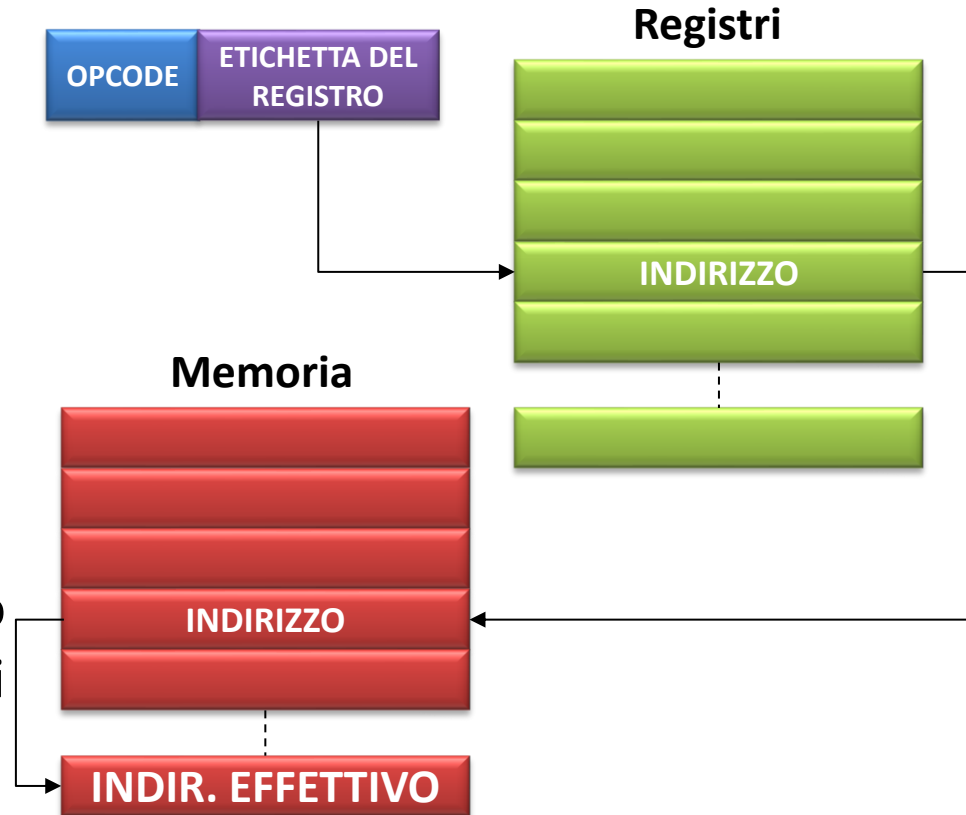 Registri
OPCODE
ETICHETTA DEL
REGISTRO
INDIRIZZO
Memoria
INDIRIZZO
INDIR. EFFETTIVO